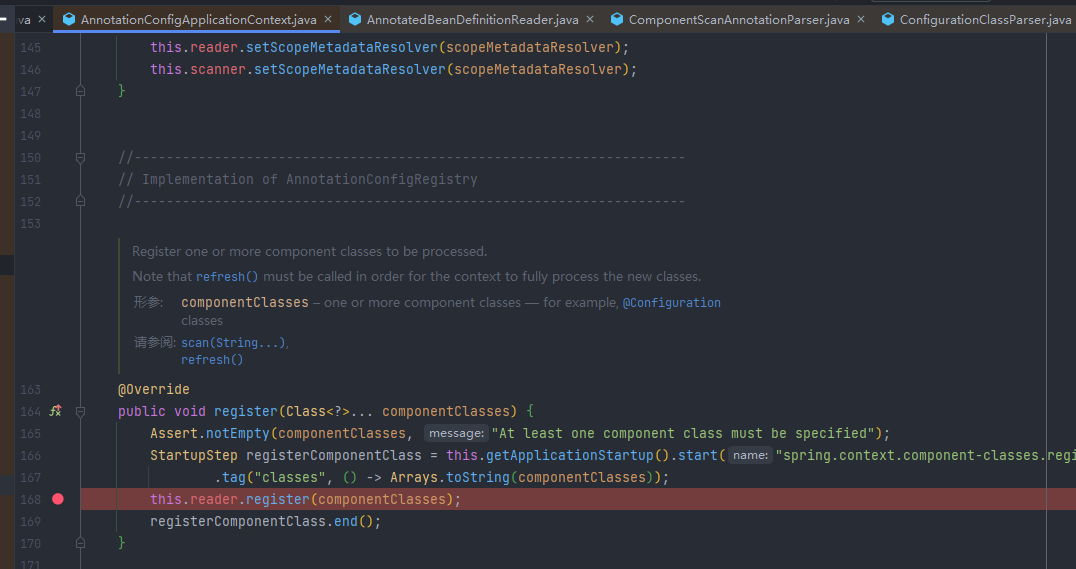 va × AnnotationConfigApplicationContext.java × AnnotatedBeanDefinitionReader.java × ComponentScanAnnotationParser.java × ConfigurationClassParser.java
145 this.reader.setScopeMetadataResolver(scopeMetadataResolver);
146 this.scanner.setScopeMetadataResolver(scopeMetadataResolver);
147 }
148
149
150 //---------------------------------------------------------------------
151 // Implementation of AnnotationConfigRegistry
152 //---------------------------------------------------------------------
153
Register one or more component classes to be processed.
Note that refresh() must be called in order for the context to fully process the new classes.
形参: componentClasses – one or more component classes — for example, @Configuration
classes
请参阅: scan(String...),
refresh()
163 @Override
164 public void register(Class<?>... componentClasses) {
165 Assert.notEmpty(componentClasses, message: "At least one component class must be specified");
166 StartupStep registerComponentClass = this.getApplicationStartup().start( name: "spring.context.component-classes.regi
167 .tag("classes", () -> Arrays.toString(componentClasses));
168 this.reader.register(componentClasses);
169 registerComponentClass.end();
170 }
171